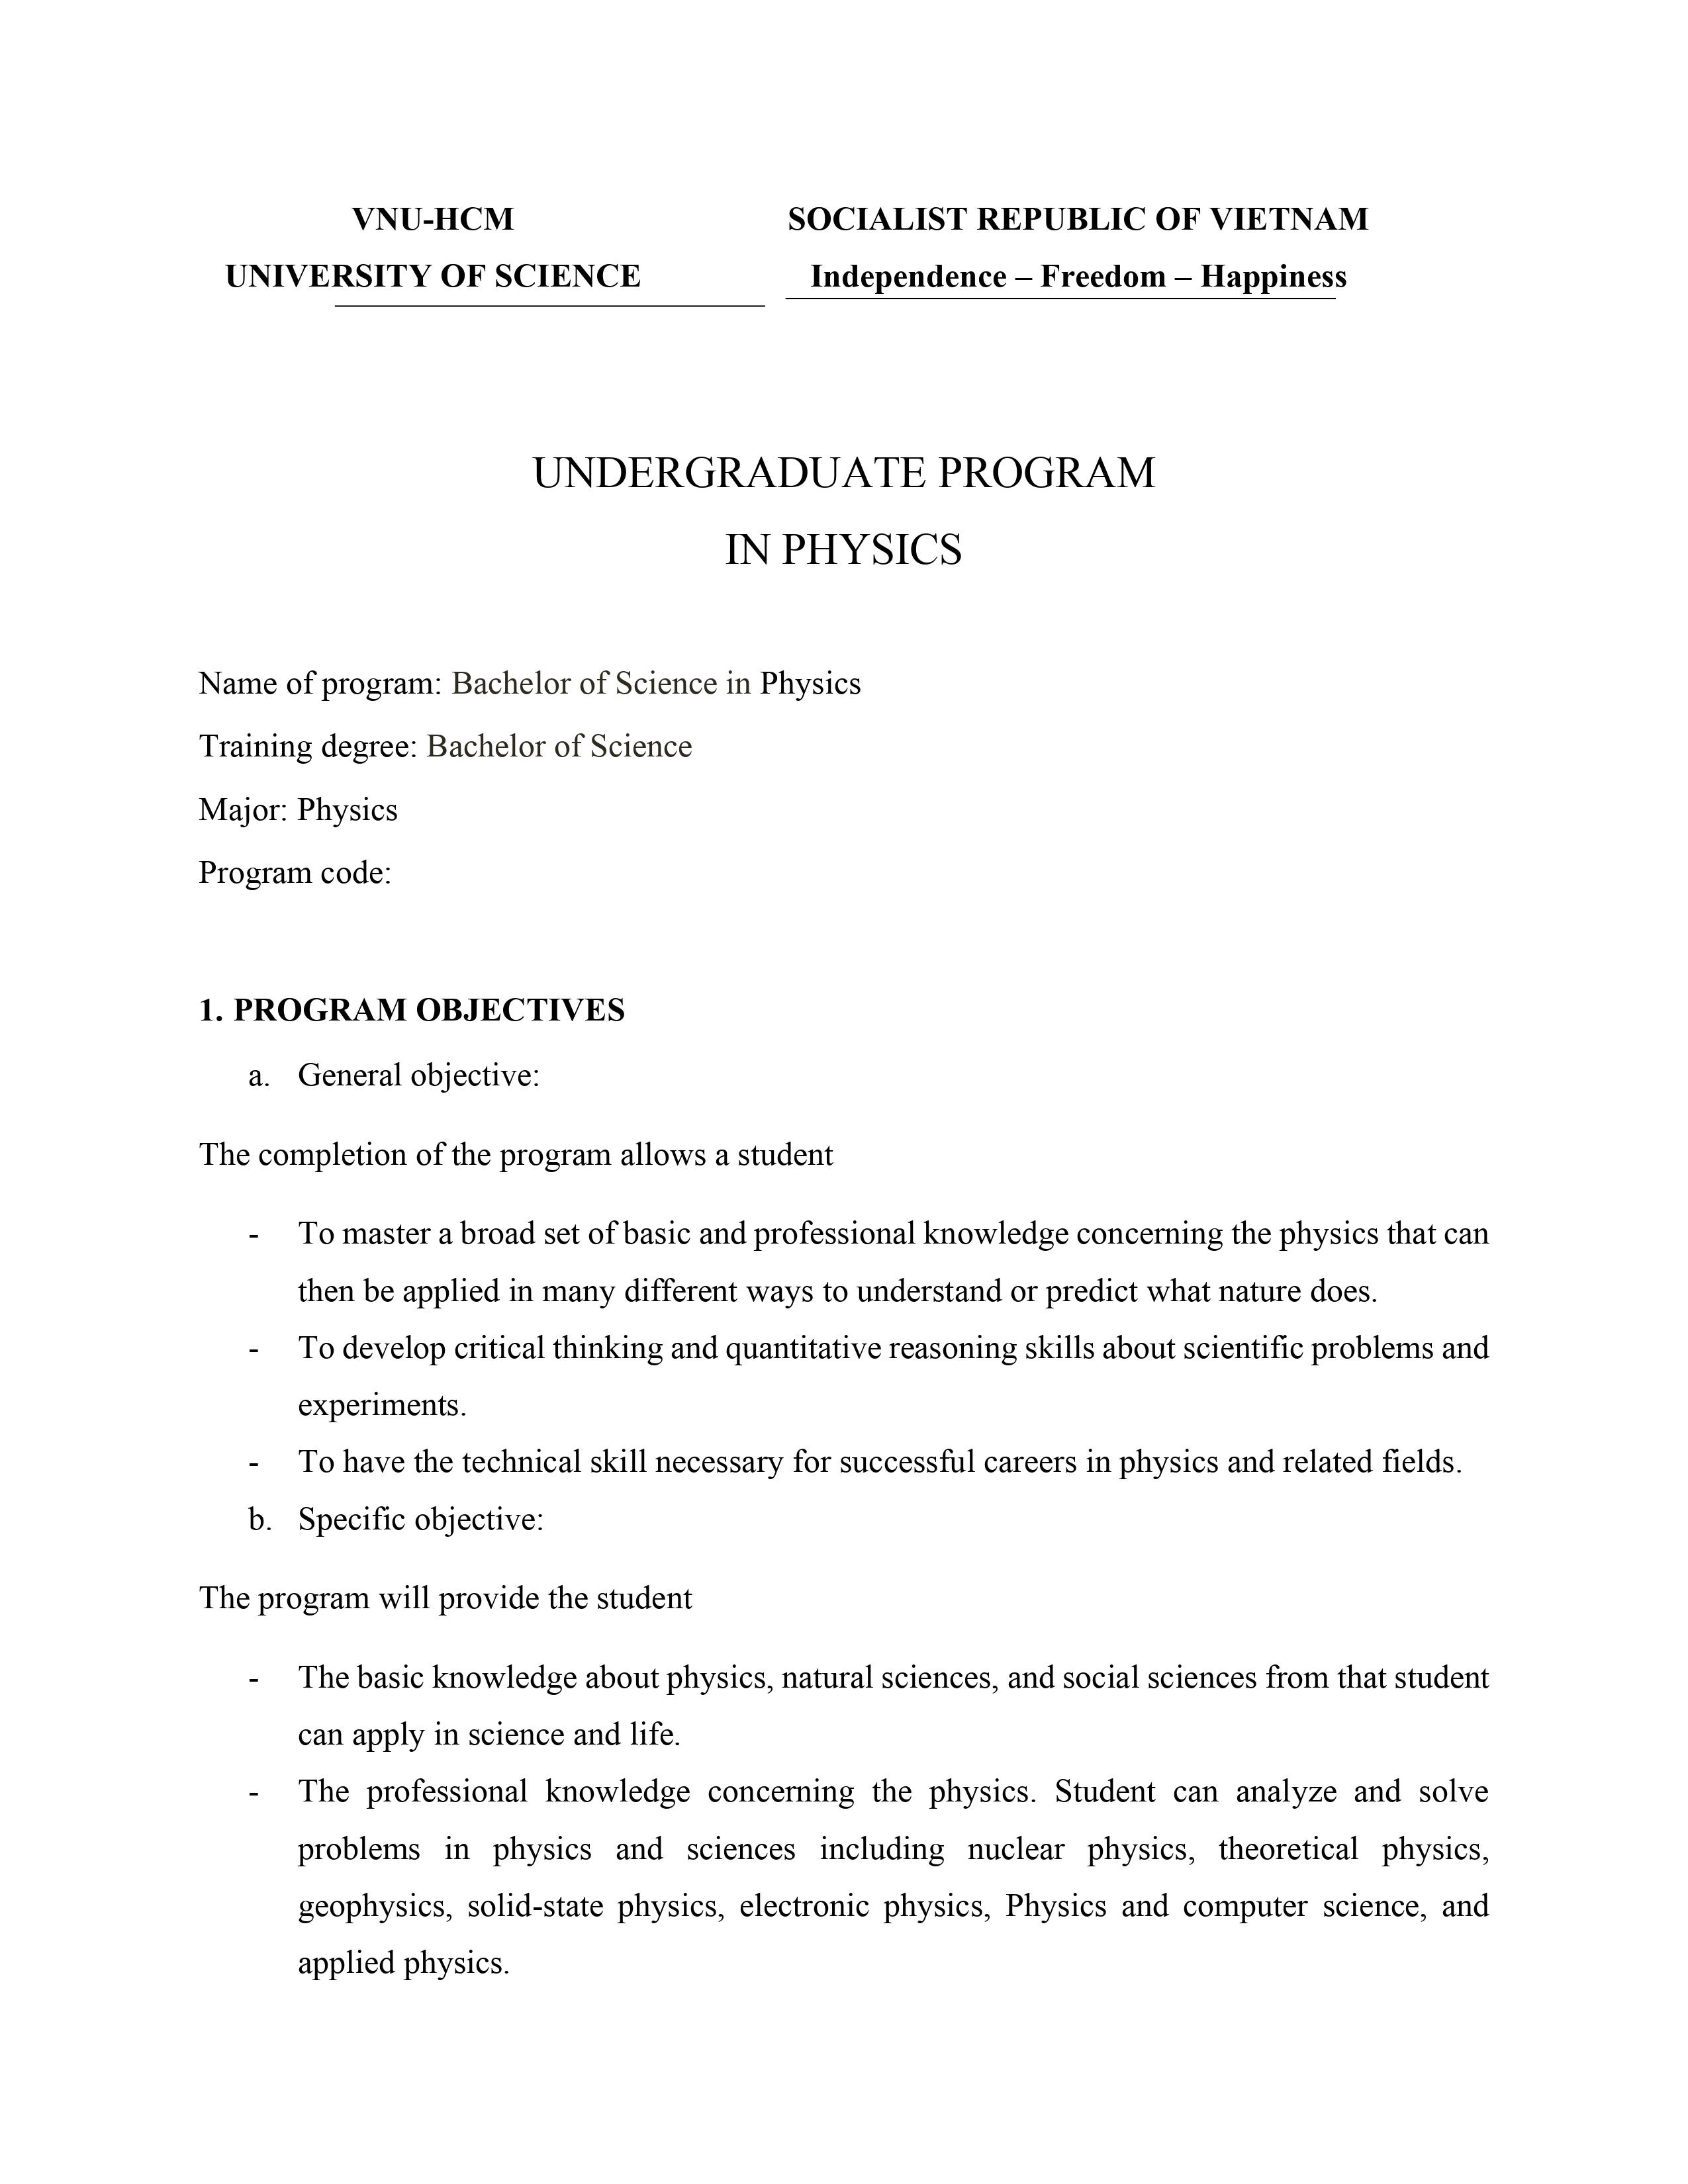 VNU-HCM
UNIVERSITY OF SCIENCE
SOCIALIST REPUBLIC OF VIETNAM
Independence – Freedom – Happiness
UNDERGRADUATE PROGRAM
IN PHYSICS
Name of program: Bachelor of Science in Physics
Training degree: Bachelor of Science
Major: Physics
Program code:
1. PROGRAM OBJECTIVES
a. General objective:
The completion of the program allows a student
- To master a broad set of basic and professional knowledge concerning the physics that can
then be applied in many different ways to understand or predict what nature does.
- To develop critical thinking and quantitative reasoning skills about scientific problems and
experiments.
- To have the technical skill necessary for successful careers in physics and related fields.
b. Specific objective:
The program will provide the student
- The basic knowledge about physics, natural sciences, and social sciences from that student
can apply in science and life.
- The professional knowledge concerning the physics. Student can analyze and solve
problems in physics and sciences including nuclear physics, theoretical physics,
geophysics, solid-state physics, electronic physics, Physics and computer science, and
applied physics.